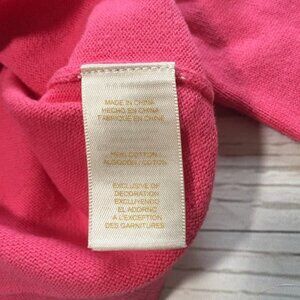 MADE IN CHINA
HECHO EN CHINA
FABRIQUÉ EN CHINE
100% COTTON /
ALGODÓN / COTON
EXCLUSIVE OF
DECORATION
EXCLUYENDO
EL ADORNO
À L'EXCEPTION
DES GARNITURES